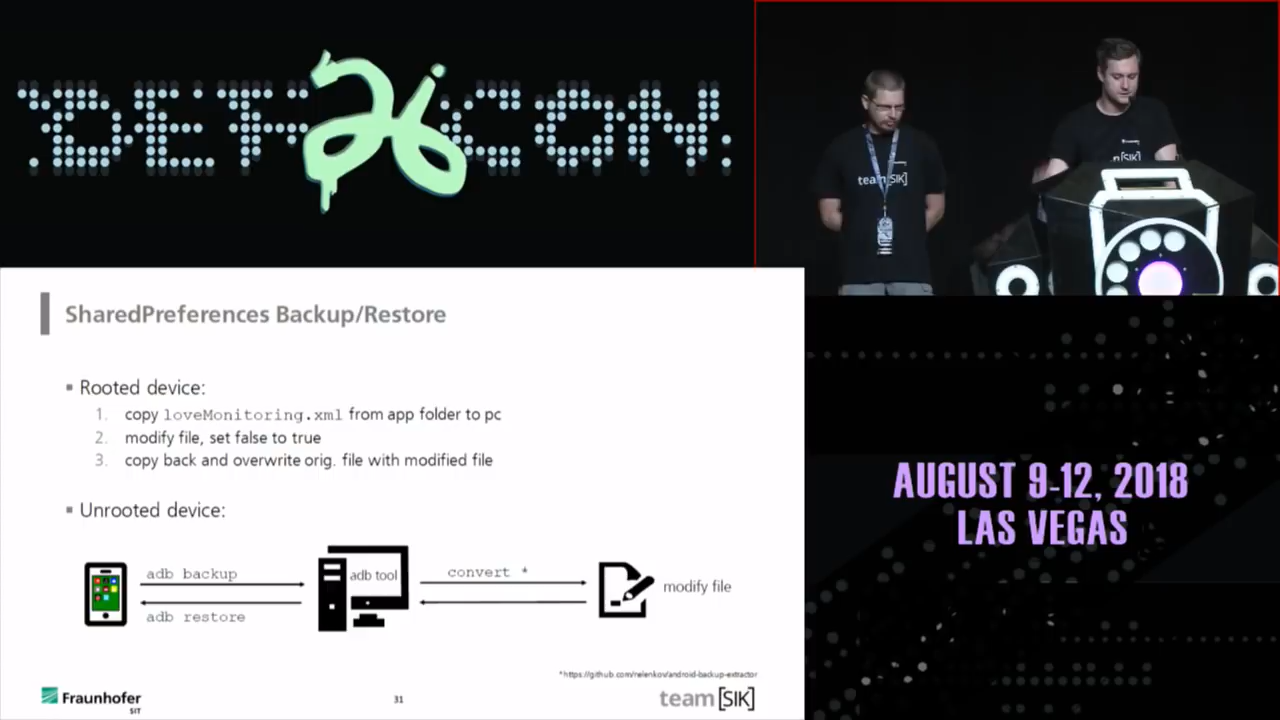 DEF CON 26
team[SIK]
n[SIK]
SharedPreferences Backup/Restore
Rooted device:
1. copy loveMonitoring.xml from app folder to pc
2. modify file, set false to true
3. copy back and overwrite orig. file with modified file
Unrooted device:
adb backup
adb restore
adb tool
convert *
modify file
*https://github.com/nelenkov/android-backup-extractor
Fraunhofer
SIT
31
team[SIK]
AUGUST 9-12, 2018
LAS VEGAS